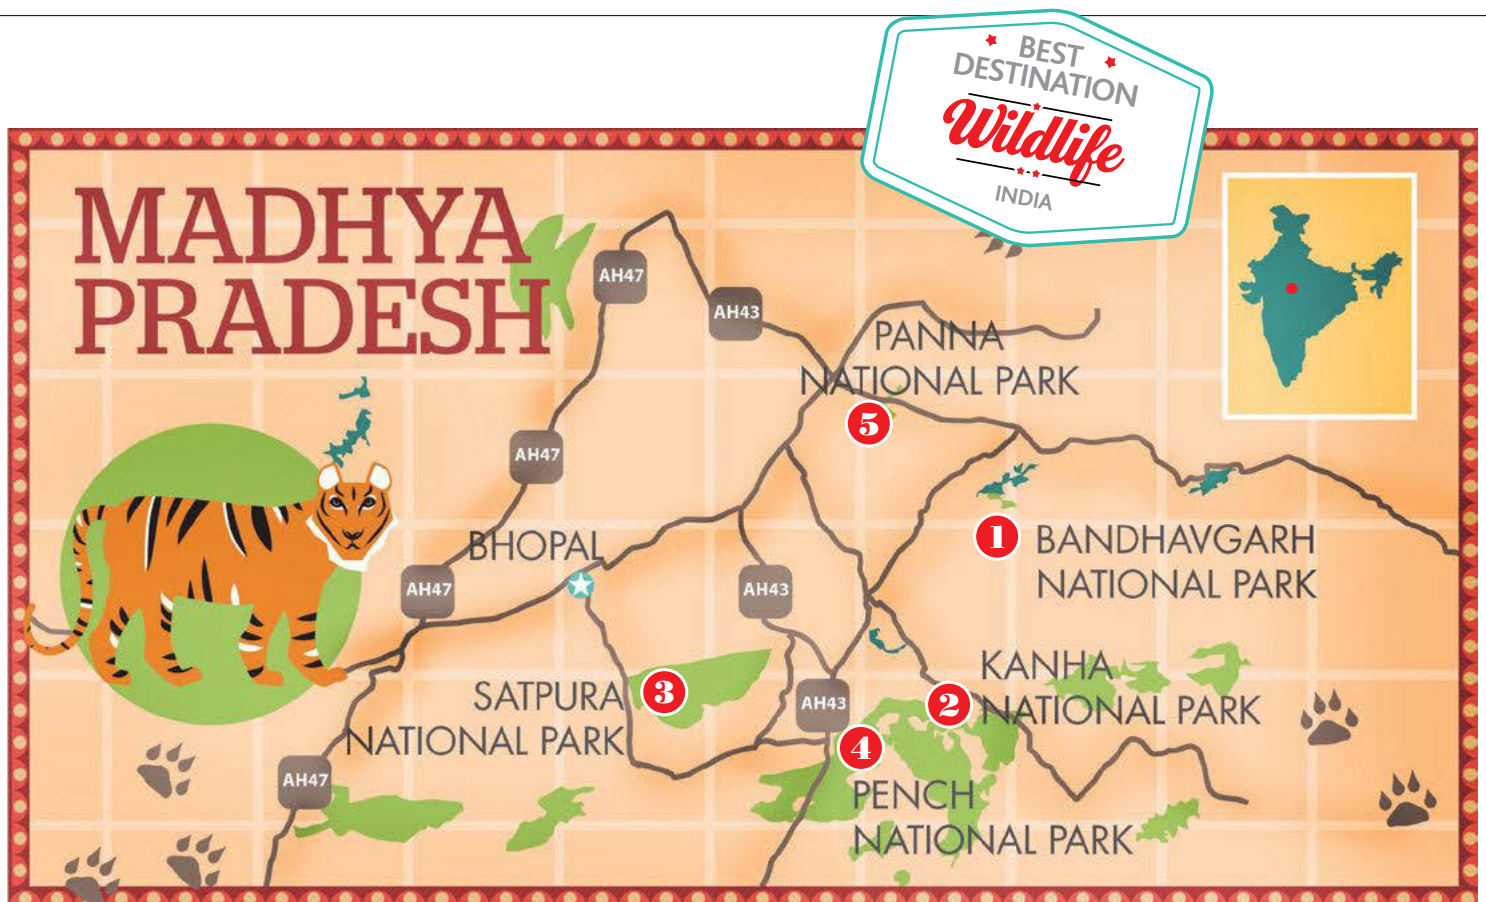 BEST
DESTINATION
Wildlife
INDIA
MADHYA
PRADESH
AH47
AH43
PANNA
NATIONAL PARK
5
AH47
BHOPAL
1
BANDHAVGARH
NATIONAL PARK
AH47
AH43
KANHA
NATIONAL PARK
2
SATPURA
NATIONAL PARK
3
AH43
4
PENCH
NATIONAL PARK
AH47